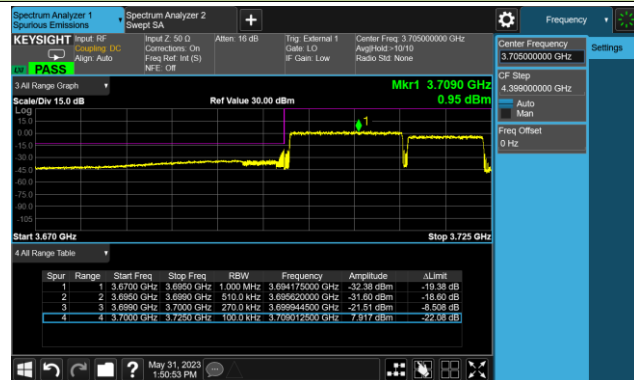 Spectrum Analyzer 1
Spurious Emissions
Spectrum Analyzer 2
Swept SA
+
Frequency
KEYSIGHT
Input: RF
Coupling: DC
Align: Auto
Input Z: 50 Ω
Corrections: On
Freq Ref: Int (S)
NFE: Off
Atten: 16 dB
Trig: External 1
Gate: LO
IF Gain: Low
Center Freq: 3.705000000 GHz
Avg|Hold:>10/10
Radio Std: None
PASS
Center Frequency
3.705000000 GHz
Settings
CF Step
4.399000000 GHz
Auto
Man
Freq Offset
0 Hz
3 All Range Graph
Scale/Div 15.0 dB
Ref Value 30.00 dBm
Mkr1 3.7090 GHz
0.95 dBm
Log
15.0
0.00
-15.0
-30.0
-45.0
-60.0
-75.0
-90.0
-105
1
Start 3.670 GHz
Stop 3.725 GHz
4 All Range Table
Spur Range Start Freq Stop Freq RBW Frequency Amplitude ΔLimit
1 1 3.6700 GHz 3.6950 GHz 1.000 MHz 3.694175000 GHz -32.38 dBm -19.38 dB
2 2 3.6950 GHz 3.6990 GHz 510.0 kHz 3.695620000 GHz -31.60 dBm -18.60 dB
3 3 3.6990 GHz 3.7000 GHz 270.0 kHz 3.699944500 GHz -21.51 dBm -8.508 dB
4 4 3.7000 GHz 3.7250 GHz 100.0 kHz 3.709012500 GHz 7.917 dBm -22.08 dB
?
May 31, 2023
1:50:53 PM